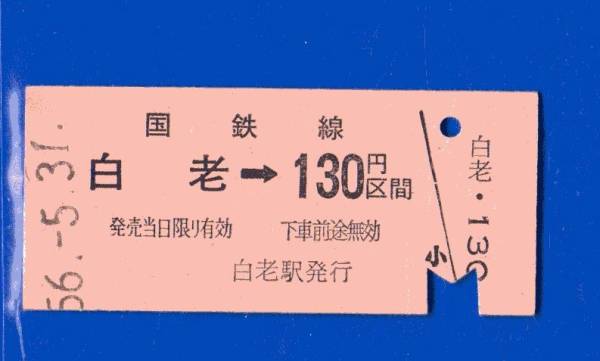 56.-5.31.
国鉄線
白老→130円区間
発売当日限り有効 下車前途無効
白老駅発行
小
白老・130